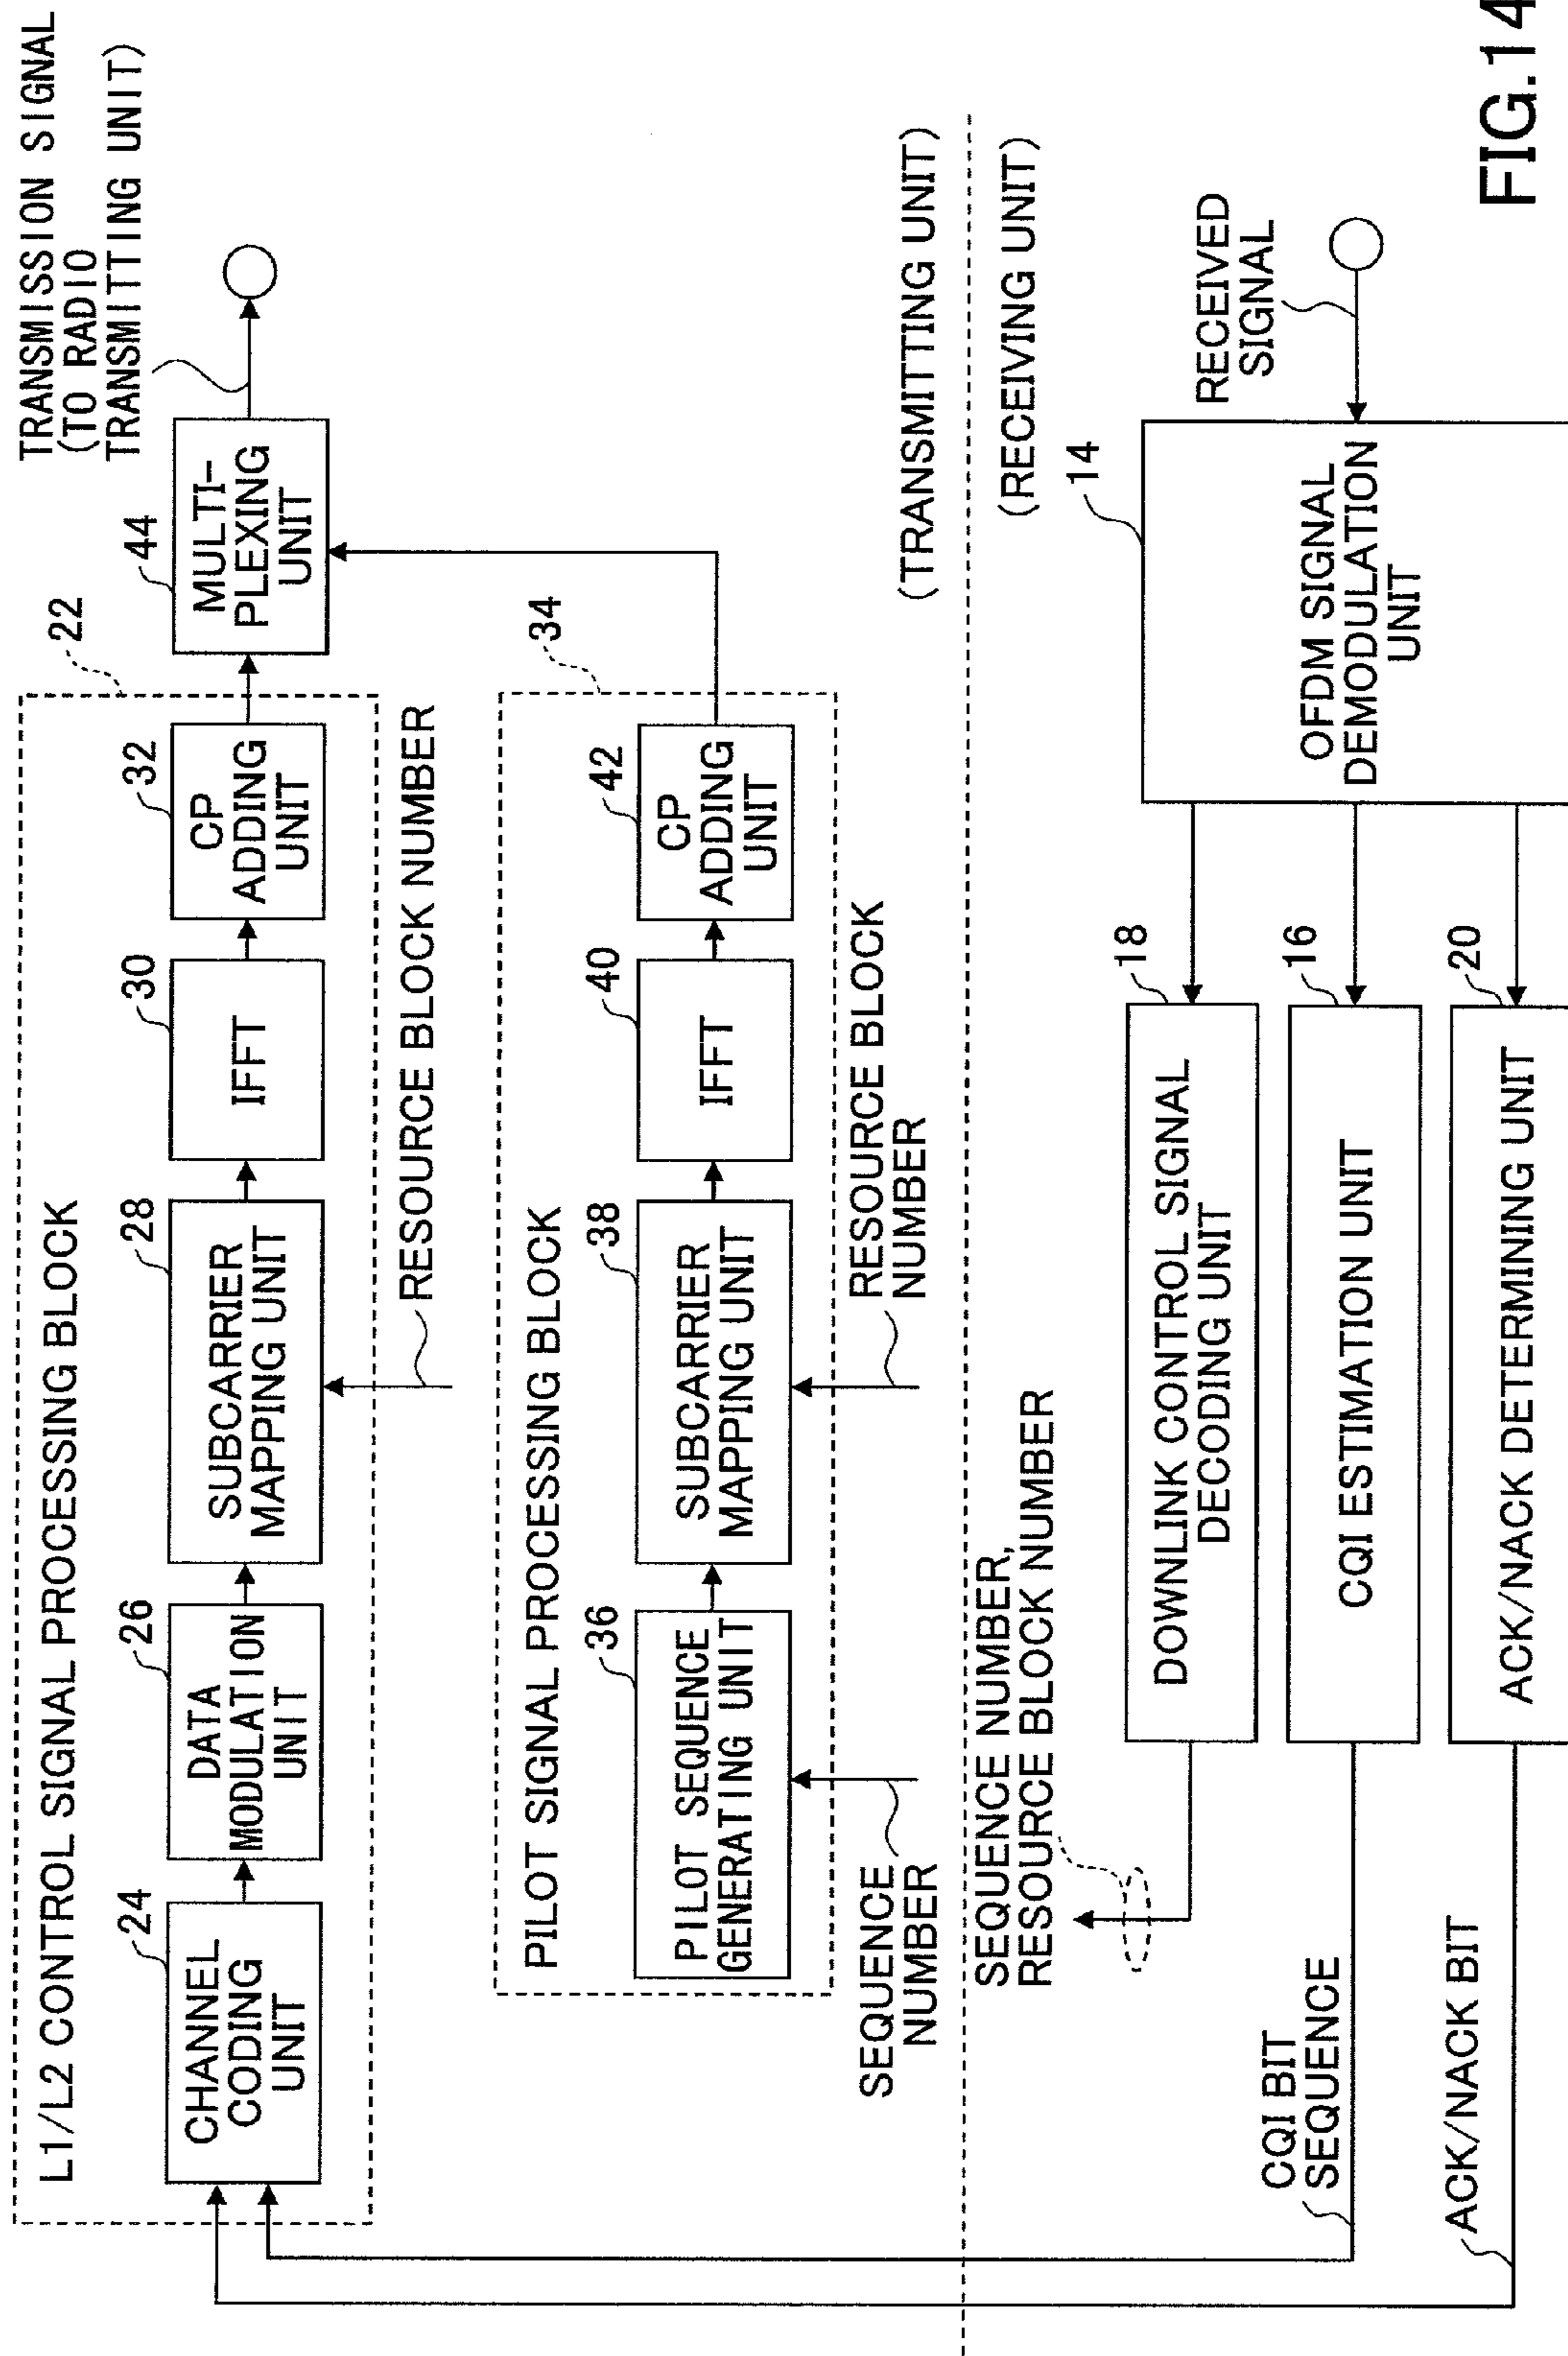 TRANSMISSION SIGNAL
(TO RADIO
TRANSMITTING UNIT)
L1/L2 CONTROL SIGNAL PROCESSING BLOCK
22
24
CHANNEL
CODING
UNIT
26
DATA
MODULATION
UNIT
28
SUBCARRIER
MAPPING UNIT
30
IFFT
32
CP
ADDING
UNIT
44
MULTI-
PLEXING
UNIT
RESOURCE BLOCK NUMBER
PILOT SIGNAL PROCESSING BLOCK
34
36
PILOT SEQUENCE
GENERATING UNIT
38
SUBCARRIER
MAPPING UNIT
40
IFFT
42
CP
ADDING
UNIT
SEQUENCE
NUMBER
RESOURCE BLOCK
NUMBER
(TRANSMITTING UNIT)
(RECEIVING UNIT)
SEQUENCE NUMBER,
RESOURCE BLOCK NUMBER
18
DOWNLINK CONTROL SIGNAL
DECODING UNIT
14
OFDM SIGNAL
DEMODULATION
UNIT
RECEIVED
SIGNAL
CQI BIT
SEQUENCE
16
CQI ESTIMATION UNIT
ACK/NACK BIT
20
ACK/NACK DETERMINING UNIT
FIG.14